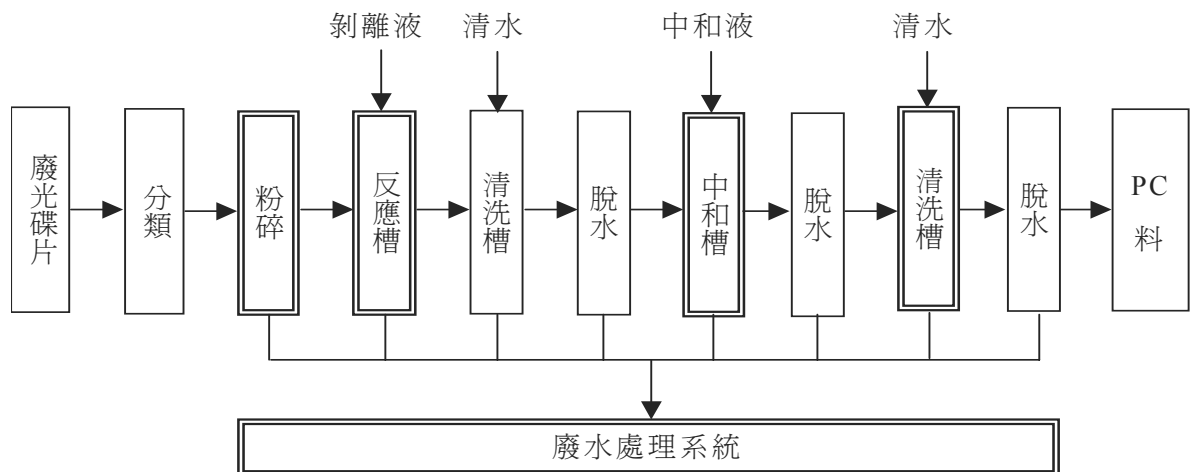 剝離液
清水
中和液
清水
廢光碟片
分類
粉碎
反應槽
清洗槽
脫水
中和槽
脫水
清洗槽
脫水
PC
料
廢水處理系統